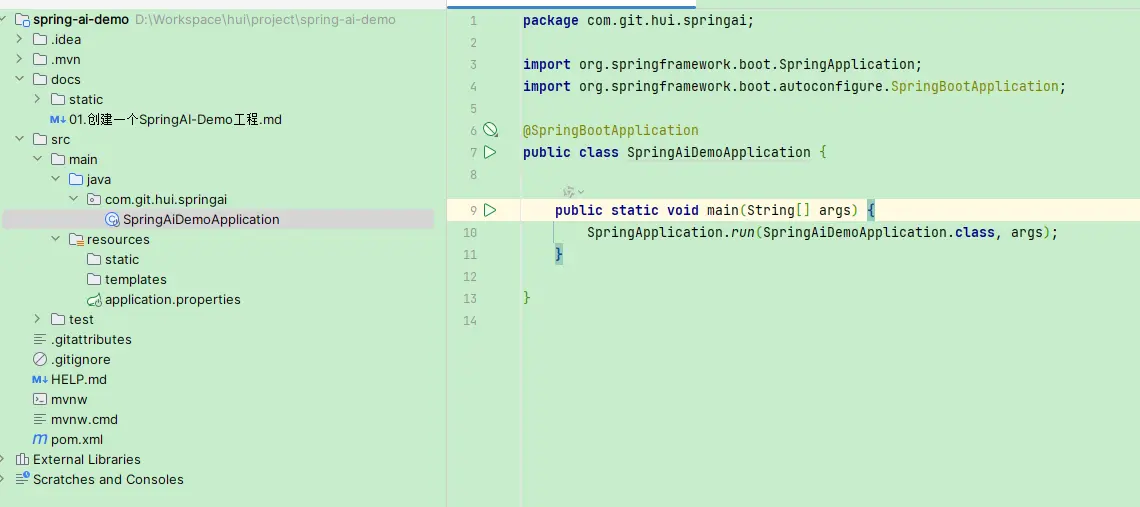 spring-ai-demo D:\Workspace\hui\project\spring-ai-demo
.idea
.mvn
docs
static
M↓ 01.创建一个SpringAI-Demo工程.md
src
main
java
com.git.hui.springai
SpringAiDemoApplication
resources
static
templates
application.properties
test
.gitattributes
.gitignore
M↓ HELP.md
mvnw
mvnw.cmd
m pom.xml
External Libraries
Scratches and Consoles
1 package com.git.hui.springai;
2
3 import org.springframework.boot.SpringApplication;
4 import org.springframework.boot.autoconfigure.SpringBootApplication;
5
6 @SpringBootApplication
7 public class SpringAiDemoApplication {
8
9 public static void main(String[] args) {
10 SpringApplication.run(SpringAiDemoApplication.class, args);
11 }
12
13 }
14